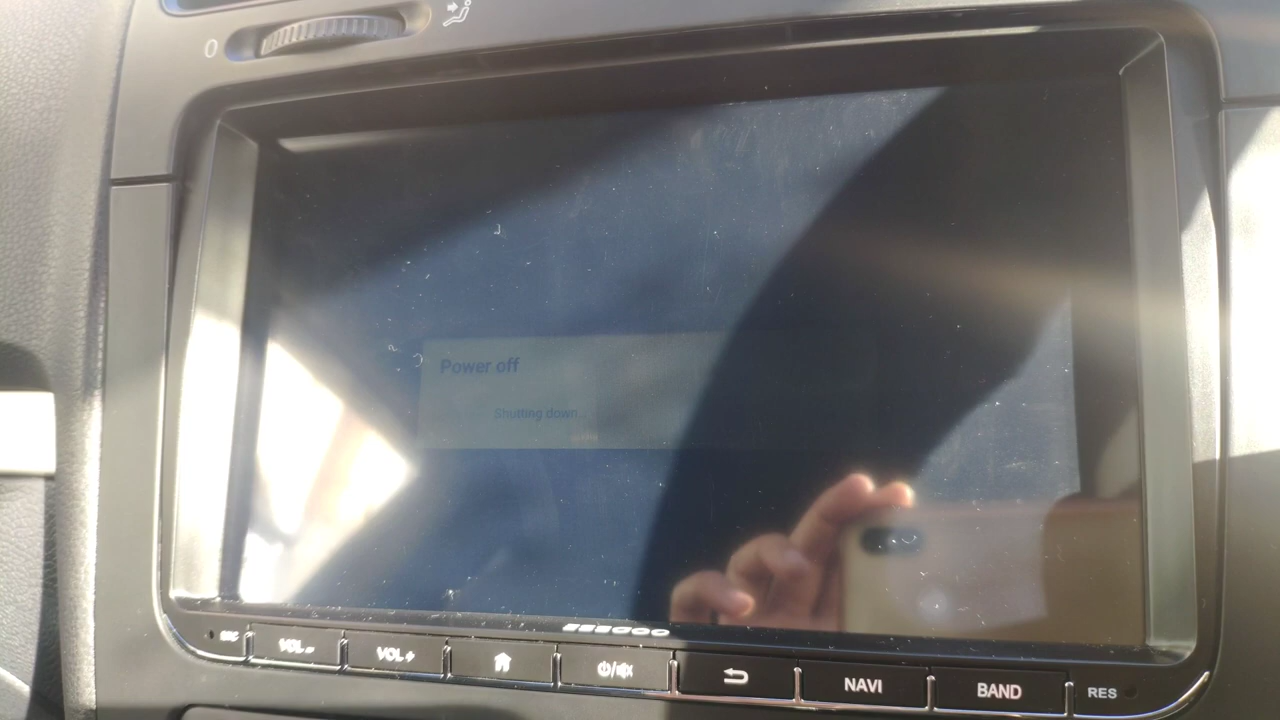 O
Power off
Shutting down...
VOL -
VOL +
NAVI
BAND
RES